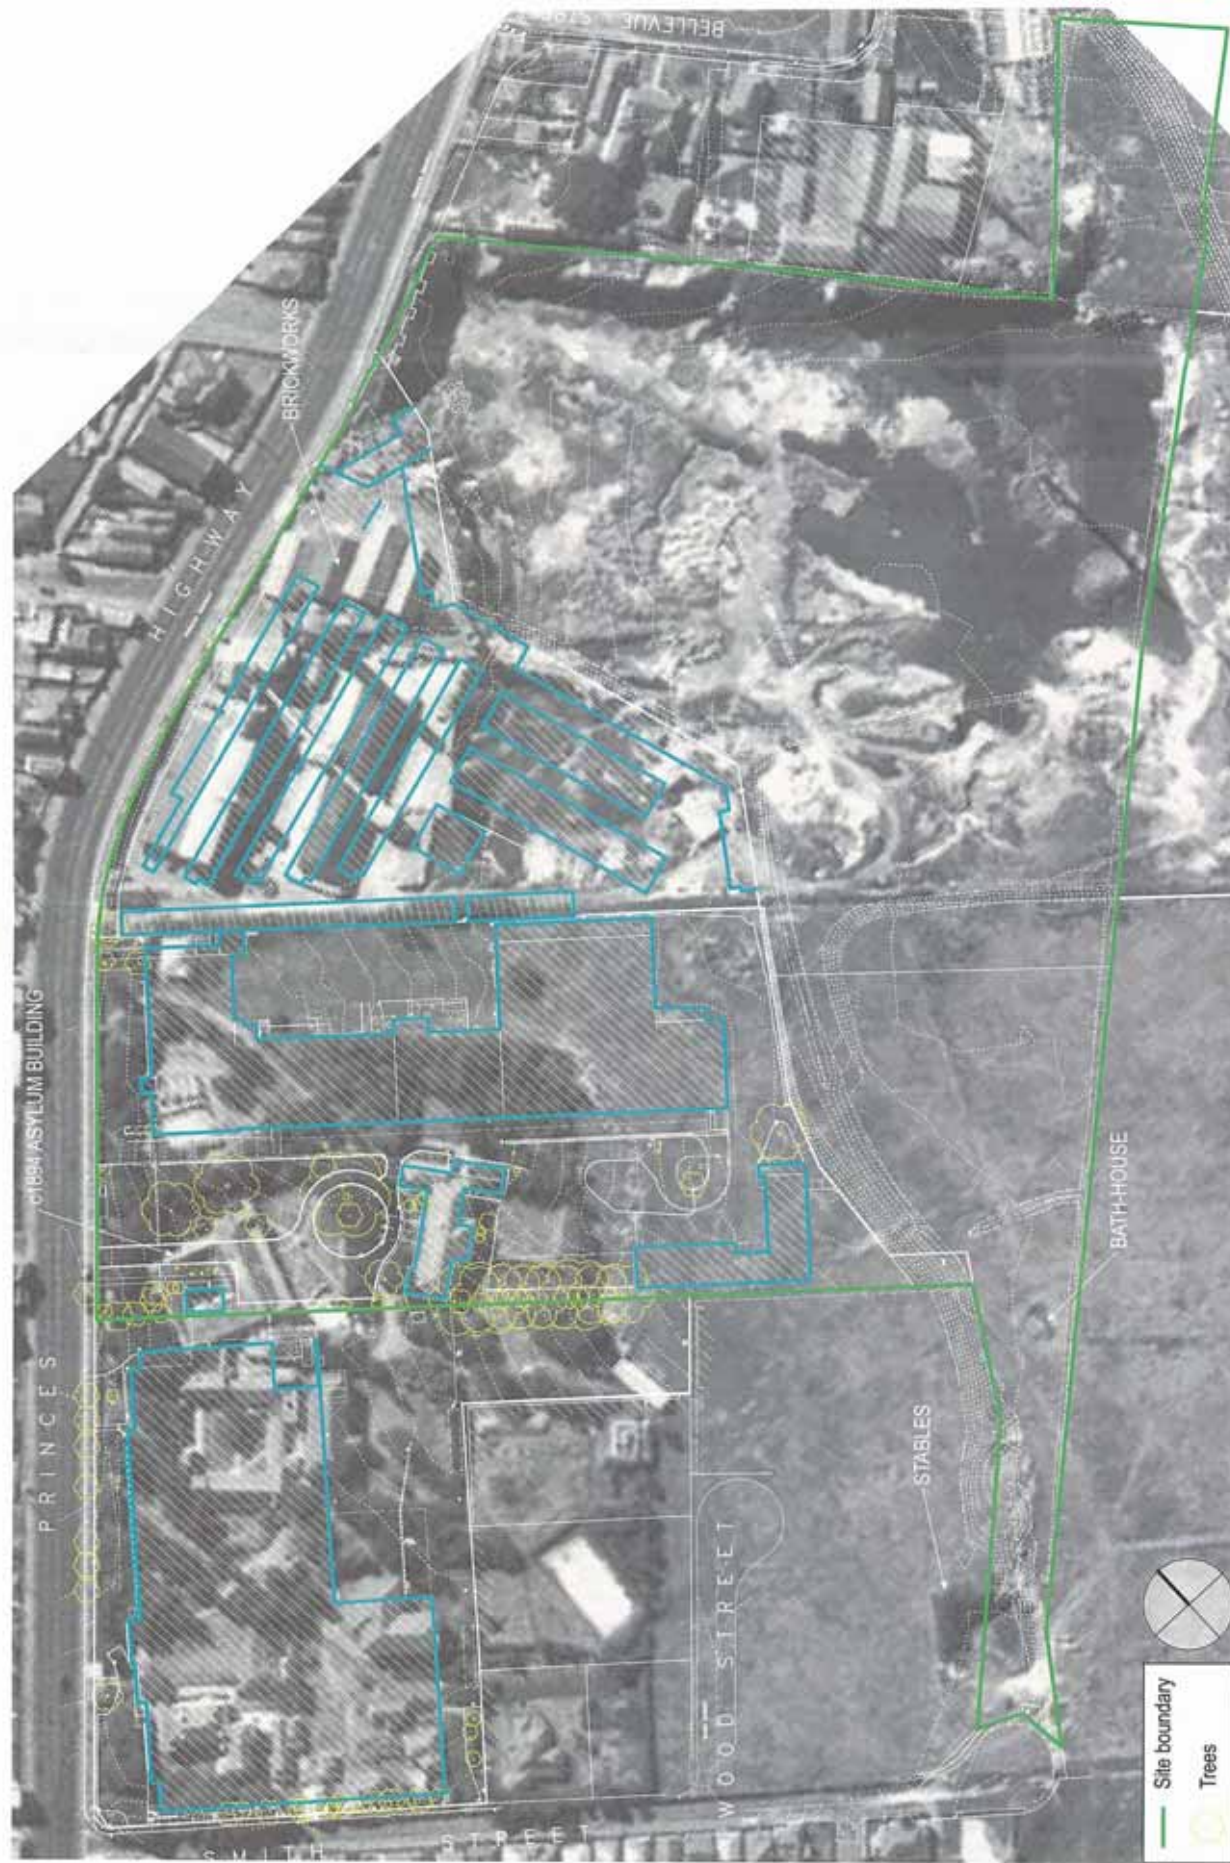 BELLEVUE
BRICKWORKS
HIGHWAY
c1894 ASYLUM BUILDING
PRINCES
BATH-HOUSE
STABLES
WOOD STREET
SMITH STREET
Site boundary
Trees